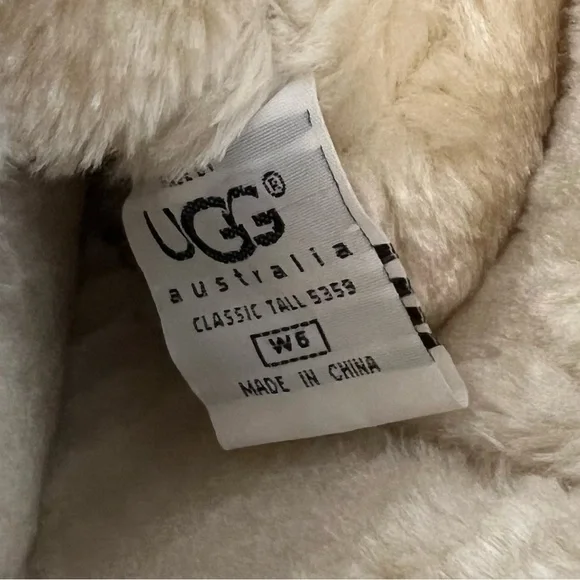 UGG®
australia
CLASSIC TALL 5359
W6
MADE IN CHINA